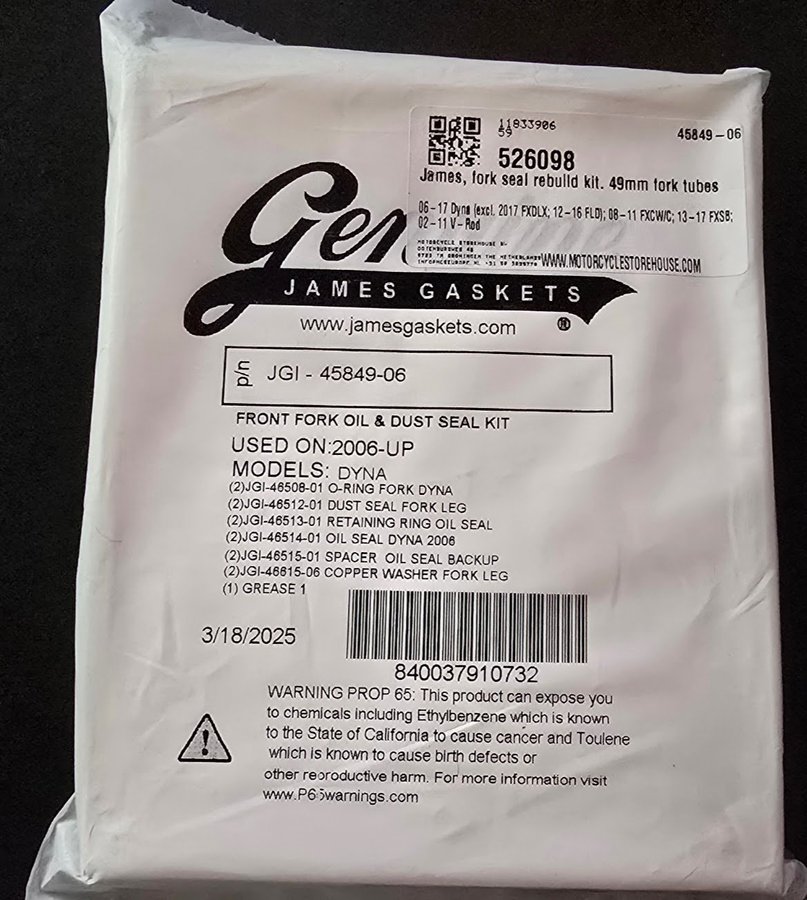 11833906
59
45849-06
526098
James, fork seal rebuild kit. 49mm fork tubes
06-17 Dyna (excl. 2017 FXDLX; 12-16 FLD); 08-11 FXCW/C; 13-17 FXSB;
02-11 V-Rod
MOTORCYCLE STOREHOUSE BV
WWW.MOTORCYCLESTOREHOUSE.COM
JAMES GASKETS
www.jamesgaskets.com ®
p/n JGI - 45849-06
FRONT FORK OIL & DUST SEAL KIT
USED ON:2006-UP
MODELS: DYNA
(2)JGI-46508-01 O-RING FORK DYNA
(2)JGI-46512-01 DUST SEAL FORK LEG
(2)JGI-46513-01 RETAINING RING OIL SEAL
(2)JGI-46514-01 OIL SEAL DYNA 2006
(2)JGI-46515-01 SPACER OIL SEAL BACKUP
(2)JGI-46615-06 COPPER WASHER FORK LEG
(1) GREASE 1
3/18/2025
840037910732
WARNING PROP 65: This product can expose you
to chemicals including Ethylbenzene which is known
to the State of California to cause cancer and Toulene
which is known to cause birth defects or
other reproductive harm. For more information visit
www.P65warnings.com